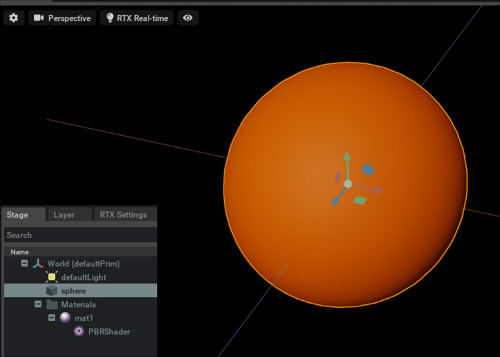 Perspective RTX Real-time
Stage Layer RTX Settings
Search
Name
World (defaultPrim)
defaultLight
sphere
Materials
mat1
PBRShader